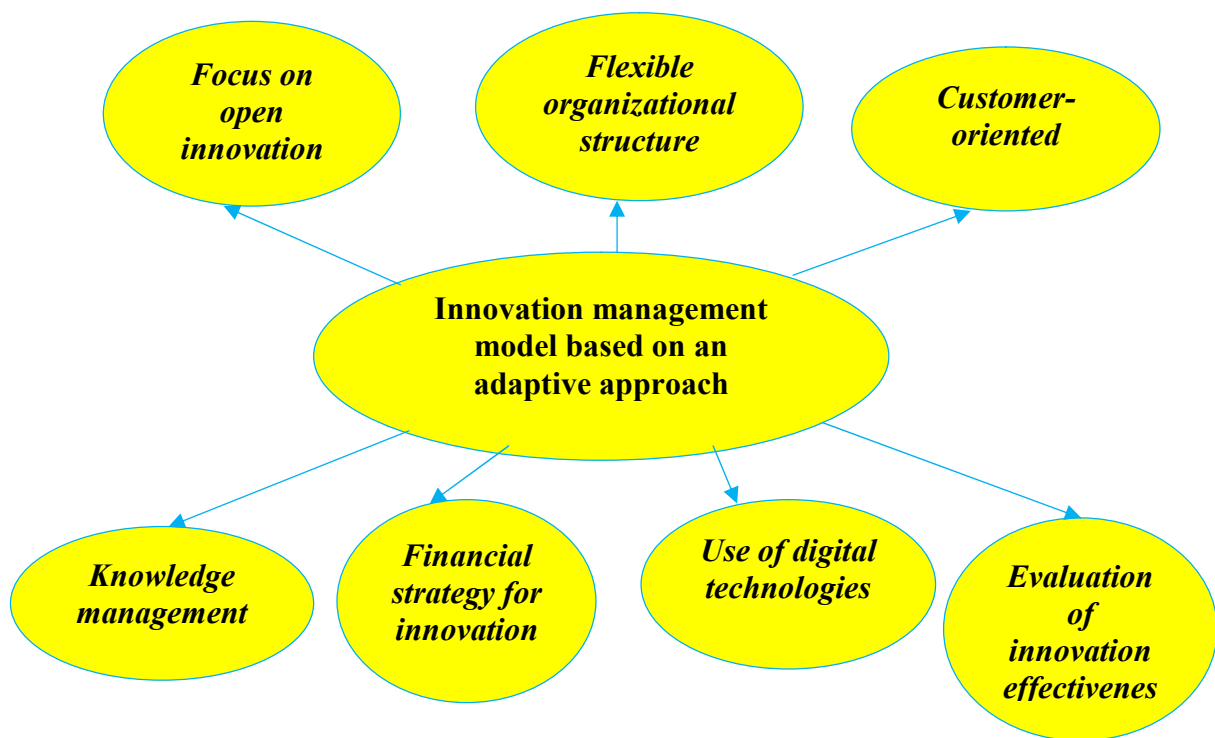 Focus on
open
innovation
Flexible
organizational
structure
Customer-
oriented
Innovation management
model based on an
adaptive approach
Knowledge
management
Financial
strategy for
innovation
Use of digital
technologies
Evaluation
of
innovation
effectivenes